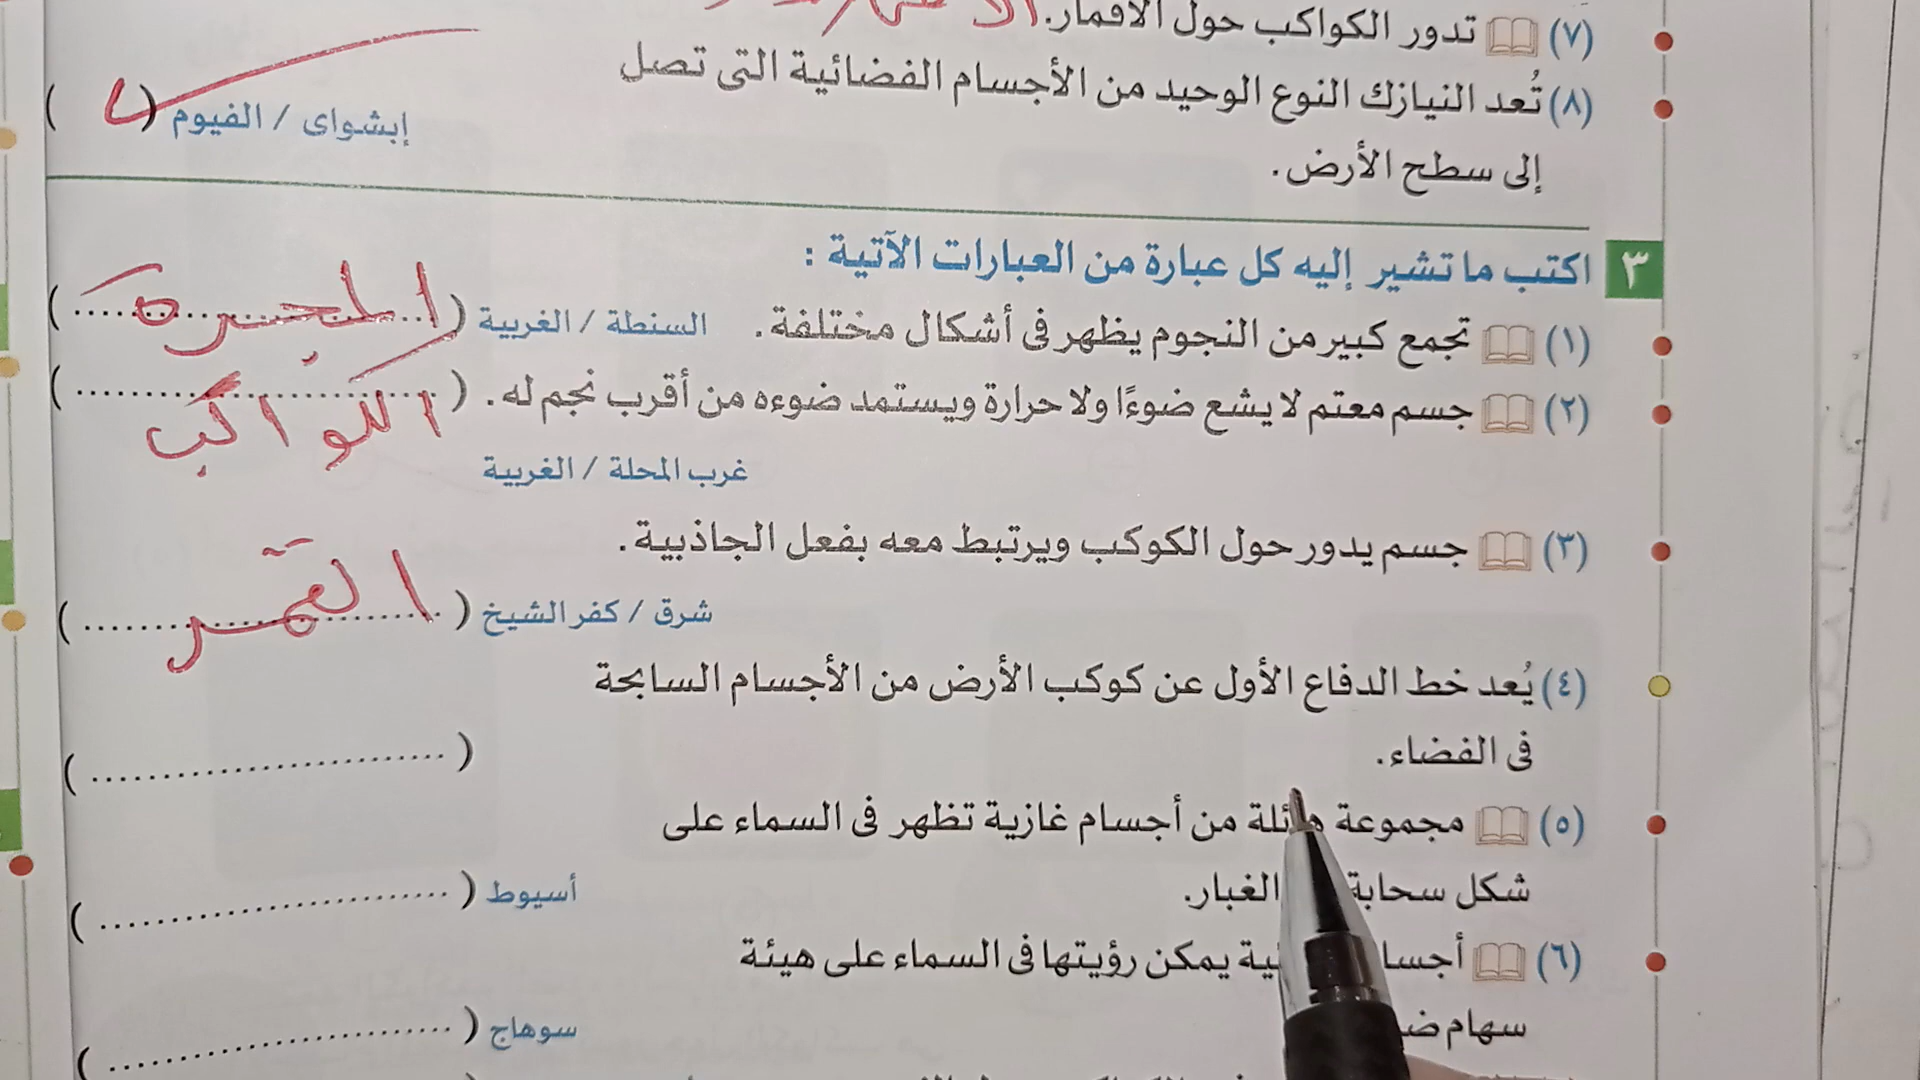 (٧) تدور الكواكب حول الأقمار.
(٨) تُعد النيازك النوع الوحيد من الأجسام الفضائية التى تصل
إلى سطح الأرض. إبشواى / الفيوم ( )
٣ اكتب ما تشير إليه كل عبارة من العبارات الآتية :
(١) تجمع كبير من النجوم يظهر فى أشكال مختلفة. السنطة / الغربية (المجرة)
(٢) جسم معتم لا يشع ضوءًا ولا حرارة ويستمد ضوءه من أقرب نجم له. (الكواكب)
غرب المحلة / الغربية
(٣) جسم يدور حول الكوكب ويرتبط معه بفعل الجاذبية.
شرق / كفر الشيخ (القمر)
(٤) يُعد خط الدفاع الأول عن كوكب الأرض من الأجسام السابحة
فى الفضاء. (..............................)
(٥) مجموعة هائلة من أجسام غازية تظهر فى السماء على
شكل سحابة الغبار. أسيوط (..............................)
(٦) يمكن رؤيتها فى السماء على هيئة
سهام سوهاج (..............................)